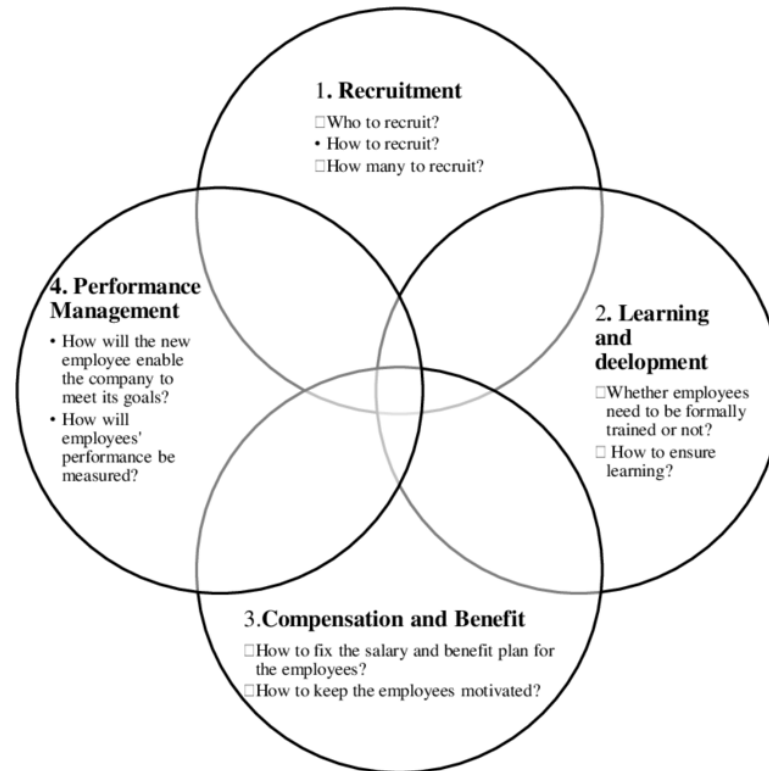 1. Recruitment
□Who to recruit?
• How to recruit?
□How many to recruit?
4. Performance
Management
• How will the new
employee enable
the company to
meet its goals?
• How will
employees'
performance be
measured?
2. Learning
and
deelopment
□Whether employees
need to be formally
trained or not?
□ How to ensure
learning?
3.Compensation and Benefit
□How to fix the salary and benefit plan for
the employees?
□How to keep the employees motivated?